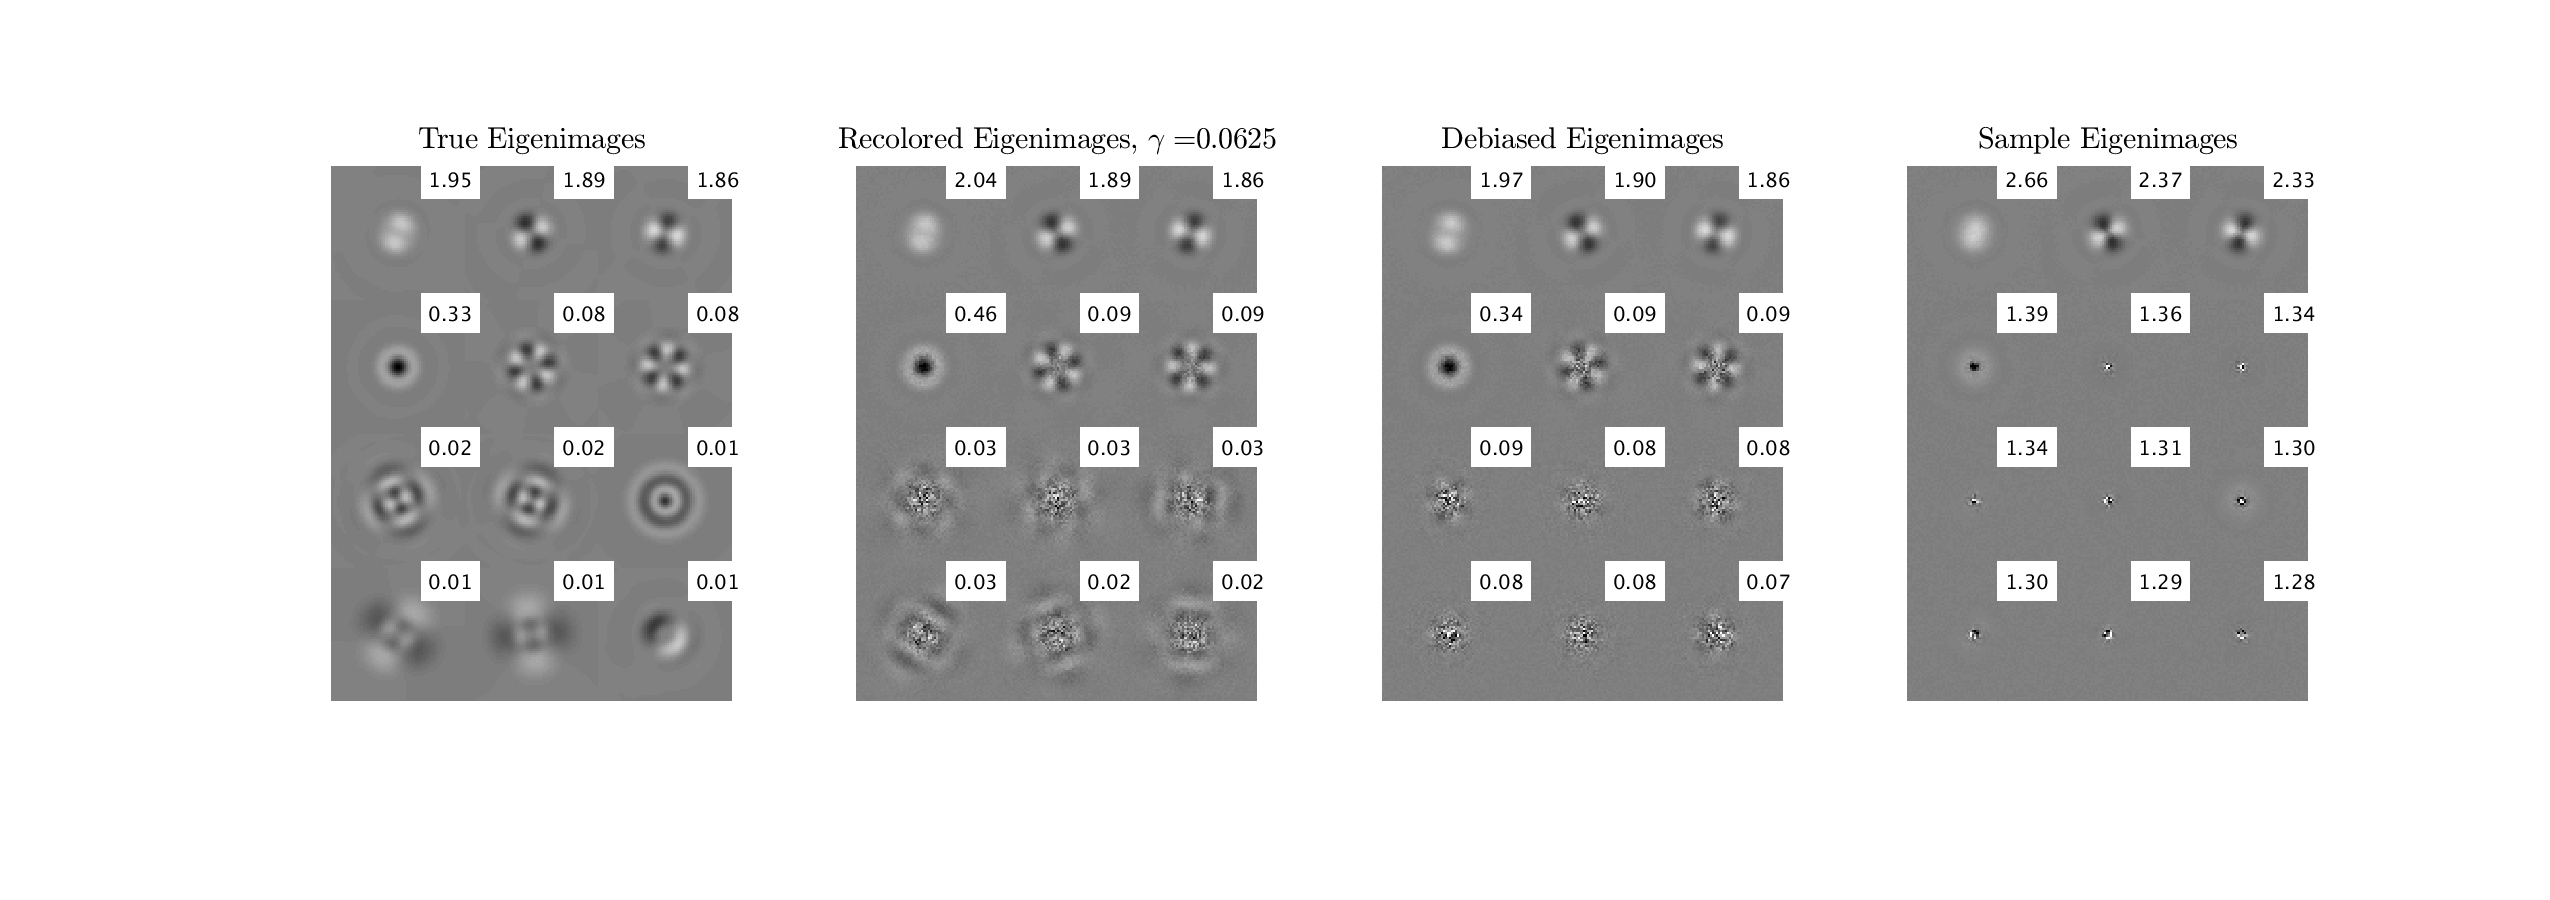 True Eigenimages
1.95 1.89 1.86
0.33 0.08 0.08
0.02 0.02 0.01
0.01 0.01 0.01
Recolored Eigenimages, γ =0.0625
2.04 1.89 1.86
0.46 0.09 0.09
0.03 0.03 0.03
0.03 0.02 0.02
Debiased Eigenimages
1.97 1.90 1.86
0.34 0.09 0.09
0.09 0.08 0.08
0.08 0.08 0.07
Sample Eigenimages
2.66 2.37 2.33
1.39 1.36 1.34
1.34 1.31 1.30
1.30 1.29 1.28